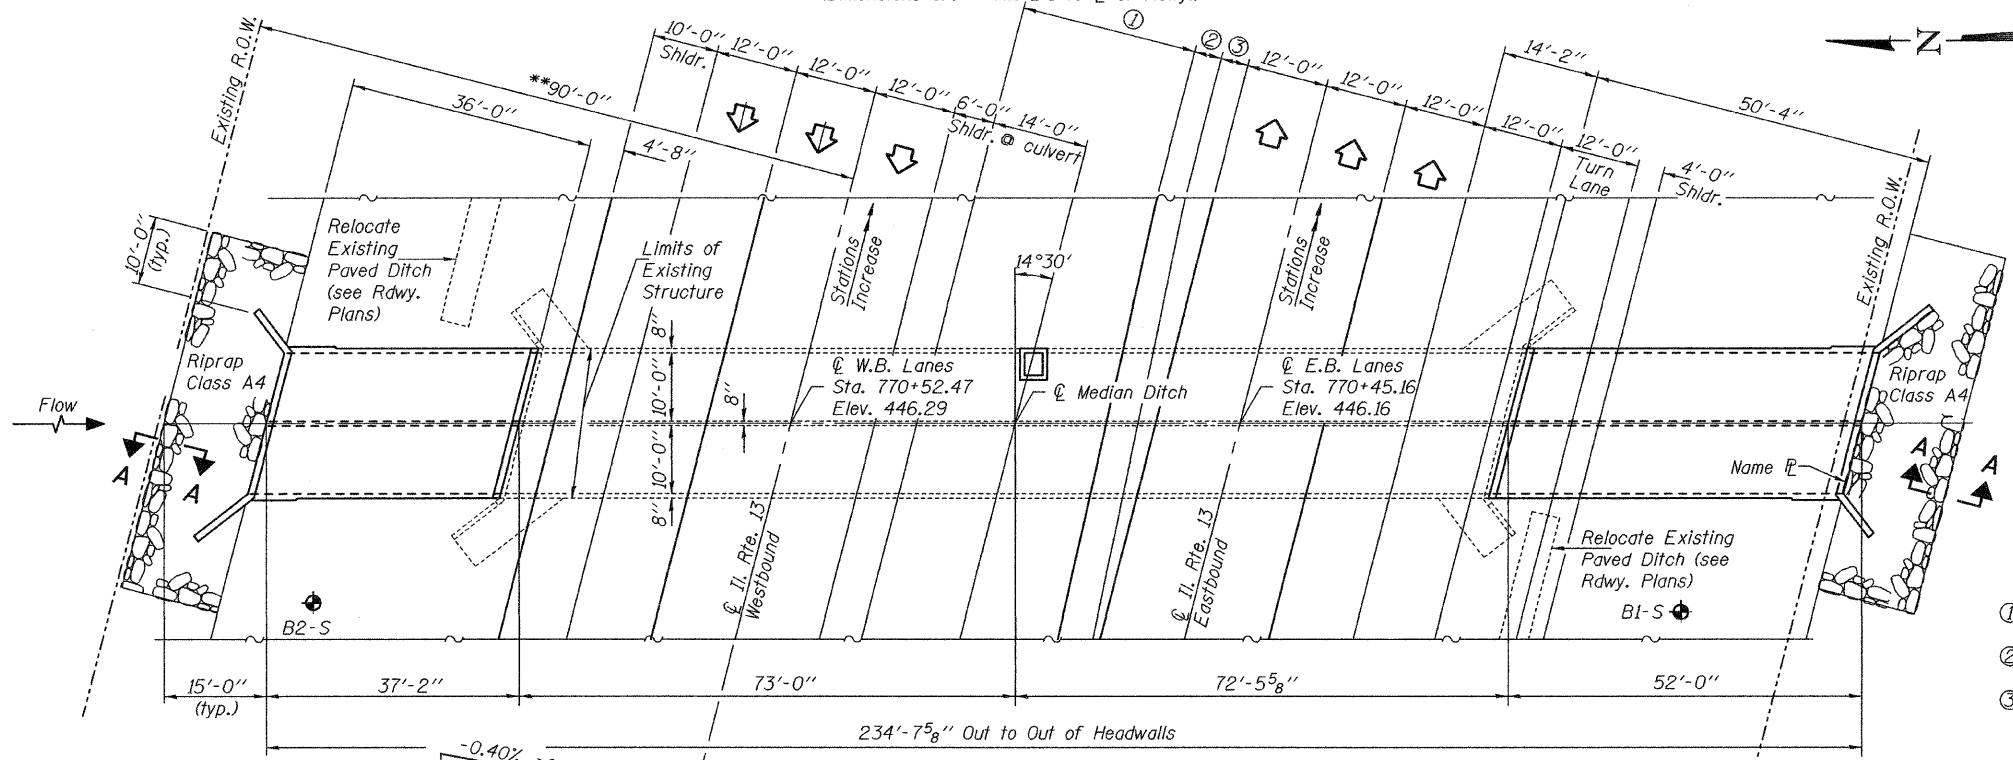 Existing R.O.W.
**90'-0"
36'-0"
4'-8"
10'-0"
Shldr.
12'-0"
12'-0"
12'-0"
6'-0"
Shldr. @ culvert
14'-0"
①
②
③
12'-0"
12'-0"
12'-0"
12'-0"
12'-0"
Turn
Lane
4'-0"
Shldr.
14'-2"
50'-4"
N
Existing R.O.W.
10'-0"
(typ.)
Relocate
Existing
Paved Ditch
(see Rdwy.
Plans)
Limits of
Existing
Structure
Stations
Increase
14°30'
Stations
Increase
Riprap
Class A4
8"
10'-0"
8"
10'-0"
8"
℄ W.B. Lanes
Sta. 770+52.47
Elev. 446.29
℄ Median Ditch
℄ E.B. Lanes
Sta. 770+45.16
Elev. 446.16
Riprap
Class A4
Flow
A
A
Name ⅊
A
A
℄ Il. Rte. 13
Westbound
℄ Il. Rte. 13
Eastbound
Relocate Existing
Paved Ditch (see
Rdwy. Plans)
B2-S
B1-S
①
②
③
15'-0"
(typ.)
37'-2"
73'-0"
72'-5⅝"
52'-0"
234'-7⅝" Out to Out of Headwalls
-0.40%